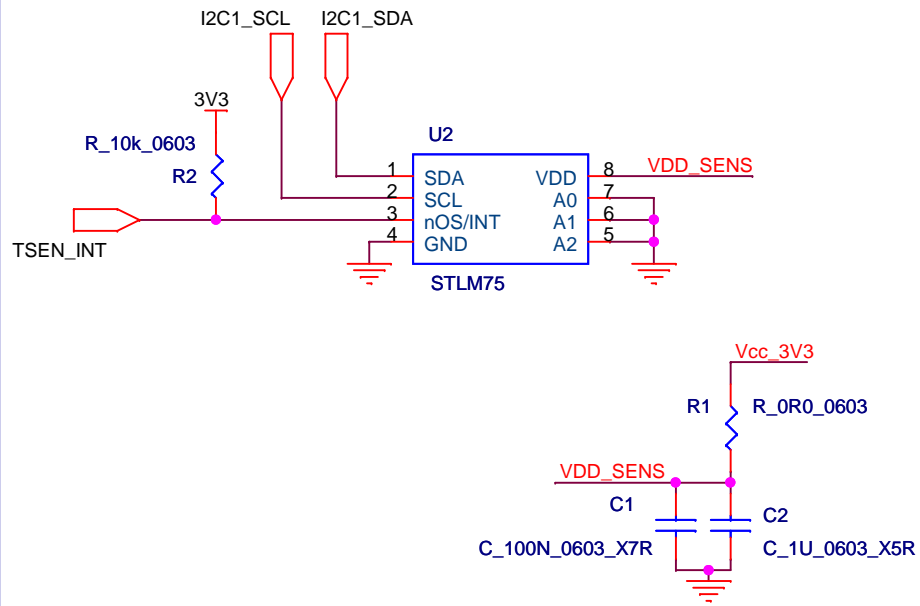 I2C1_SCL I2C1_SDA
3V3
R_10k_0603
R2
TSEN_INT
U2
1 SDA VDD 8 VDD_SENS
2 SCL A0 7
3 nOS/INT A1 6
4 GND A2 5
STLM75
Vcc_3V3
R1 R_0R0_0603
VDD_SENS
C1 C2
C_100N_0603_X7R C_1U_0603_X5R